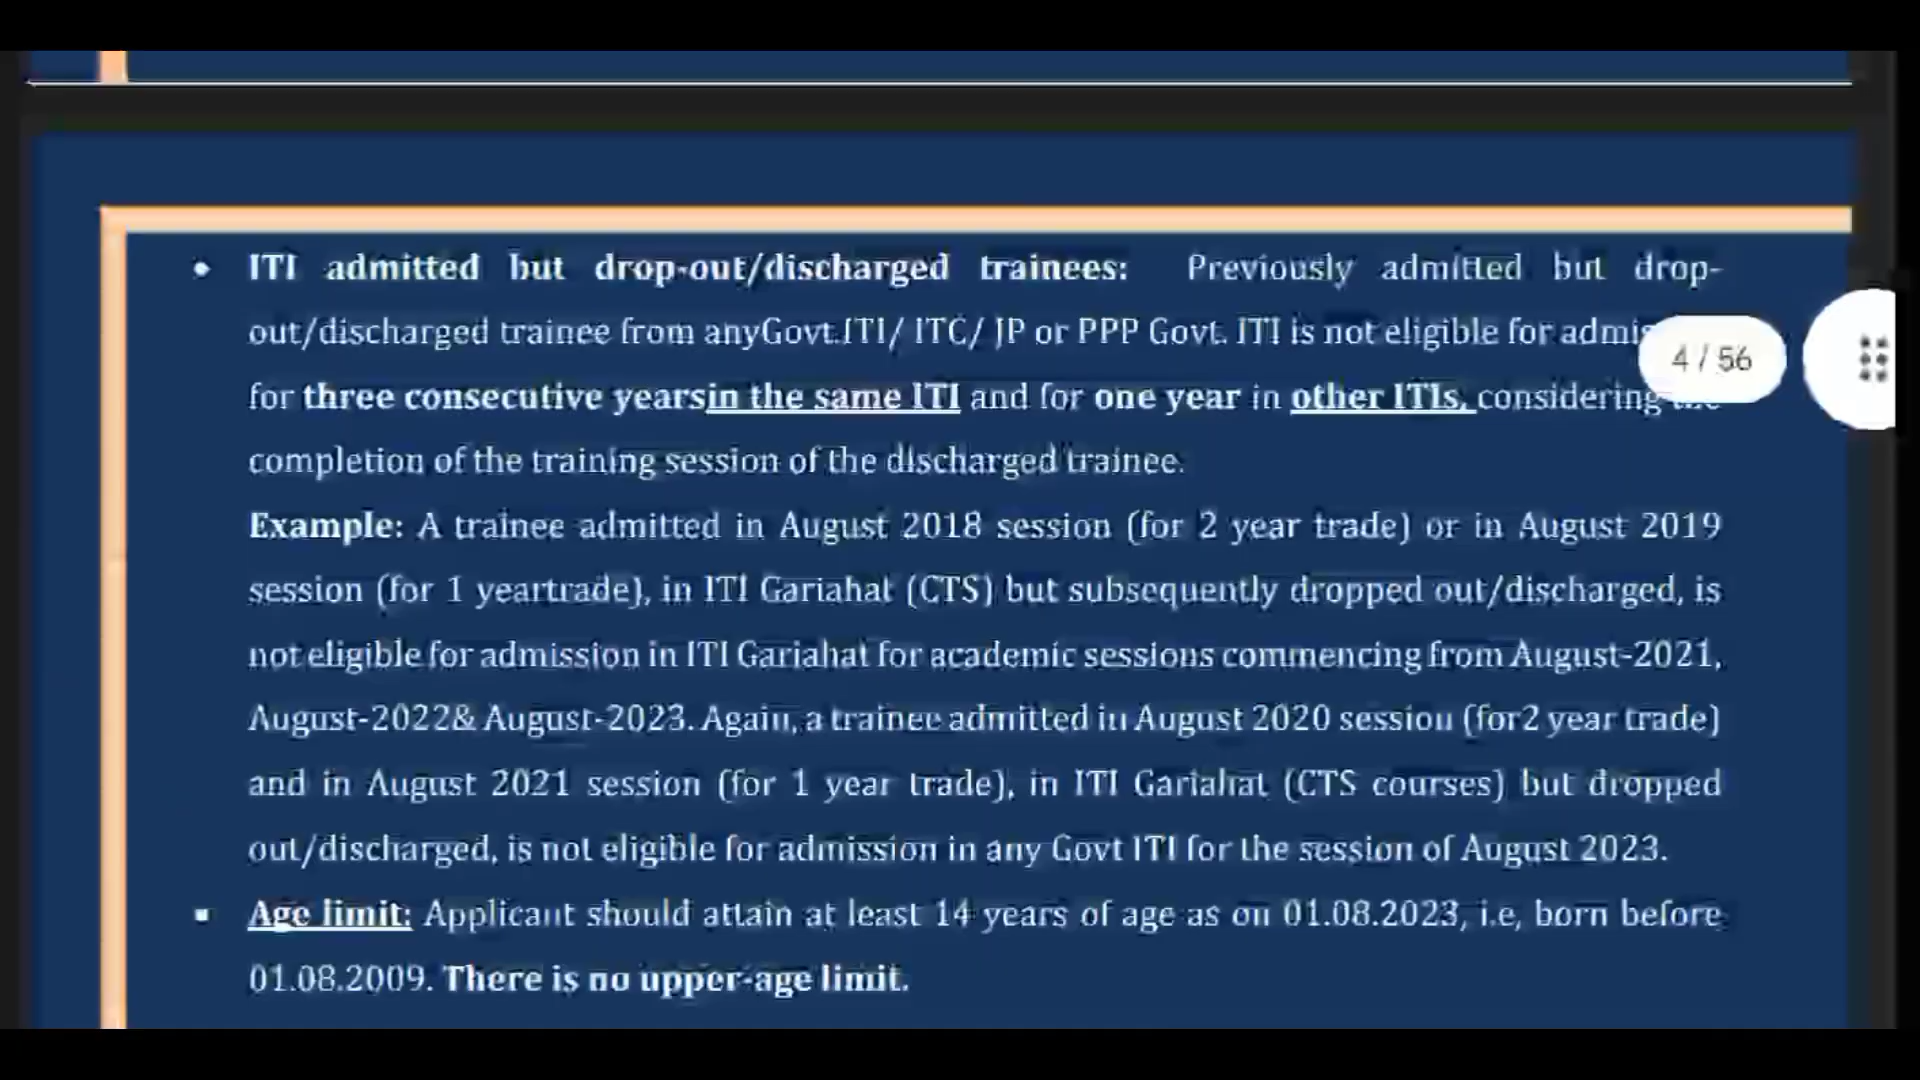 • ITI admitted but drop-out/discharged trainees: Previously admitted but drop-
out/discharged trainee from anyGovt.ITI/ ITC/ JP or PPP Govt. ITI is not eligible for admis
4 / 56
for three consecutive yearsin the same ITI and for one year in other ITIs, considering
completion of the training session of the discharged trainee.
Example: A trainee admitted in August 2018 session (for 2 year trade) or in August 2019
session (for 1 yeartrade), in ITI Gariahat (CTS) but subsequently dropped out/discharged, is
not eligible for admission in ITI Gariahat for academic sessions commencing from August-2021,
August-2022& August-2023. Again, a trainee admitted in August 2020 session (for2 year trade)
and in August 2021 session (for 1 year trade), in ITI Gariahat (CTS courses) but dropped
out/discharged, is not eligible for admission in any Govt ITI for the session of August 2023.
▪ Age limit: Applicant should attain at least 14 years of age as on 01.08.2023, i.e, born before
01.08.2009. There is no upper-age limit.